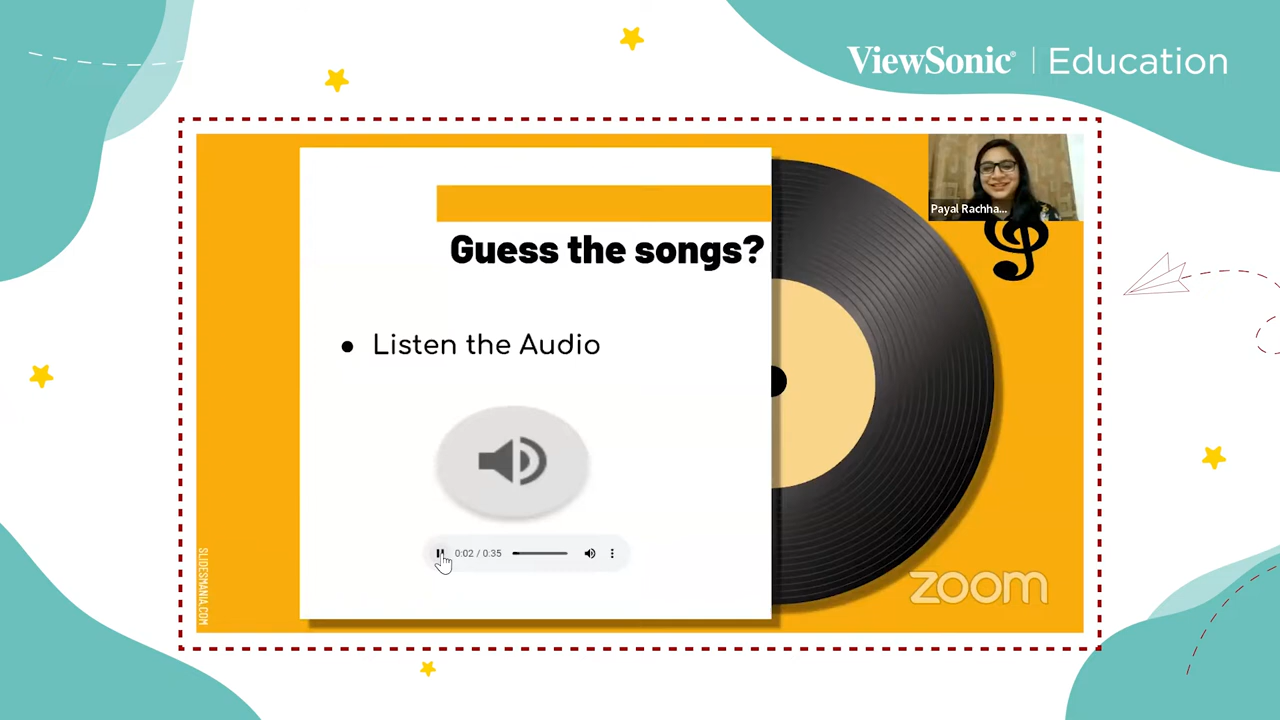 ViewSonic® | Education
Payal Rachha...
Guess the songs?
● Listen the Audio
0:02 / 0:35
SLIDESMANIA.COM
zoom